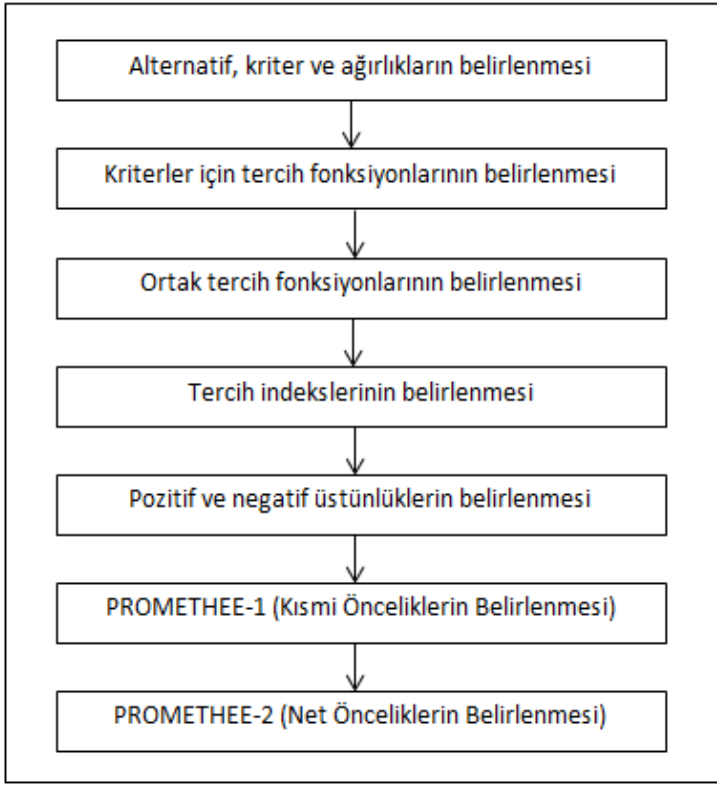 Alternatif, kriter ve ağırlıkların belirlenmesi
Kriterler için tercih fonksiyonlarının belirlenmesi
Ortak tercih fonksiyonlarının belirlenmesi
Tercih indekslerinin belirlenmesi
Pozitif ve negatif üstünlüklerin belirlenmesi
PROMETHEE-1 (Kısmi Önceliklerin Belirlenmesi)
PROMETHEE-2 (Net Önceliklerin Belirlenmesi)